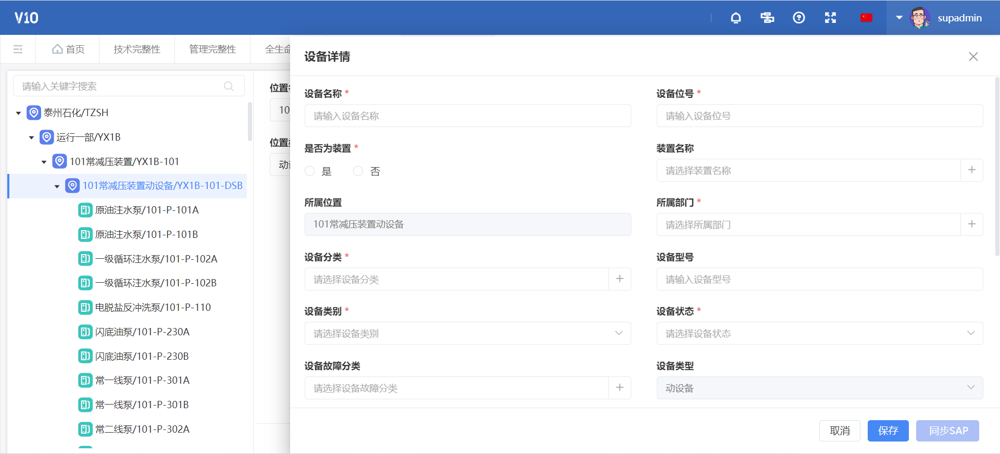 V10
supadmin
首页
技术完整性
管理完整性
全生命
请输入关键字搜索
泰州石化/TZSH
运行一部/YX1B
101常减压装置/YX1B-101
101常减压装置动设备/YX1B-101-DSB
原油注水泵/101-P-101A
原油注水泵/101-P-101B
一级循环注水泵/101-P-102A
一级循环注水泵/101-P-102B
电脱盐反冲洗泵/101-P-110
闪底油泵/101-P-230A
闪底油泵/101-P-230B
常一线泵/101-P-301A
常一线泵/101-P-301B
常二线泵/101-P-302A
位置
10
位置
动
设备详情
设备名称 *
设备位号 *
请输入设备名称
请输入设备位号
是否为装置 *
装置名称
是
否
请选择装置名称
所属位置
所属部门 *
101常减压装置动设备
请选择所属部门
设备分类 *
设备型号
请选择设备分类
请输入设备型号
设备类别 *
设备状态 *
请选择设备类别
请选择设备状态
设备故障分类
设备类型
请选择设备故障分类
动设备
取消
保存
同步SAP